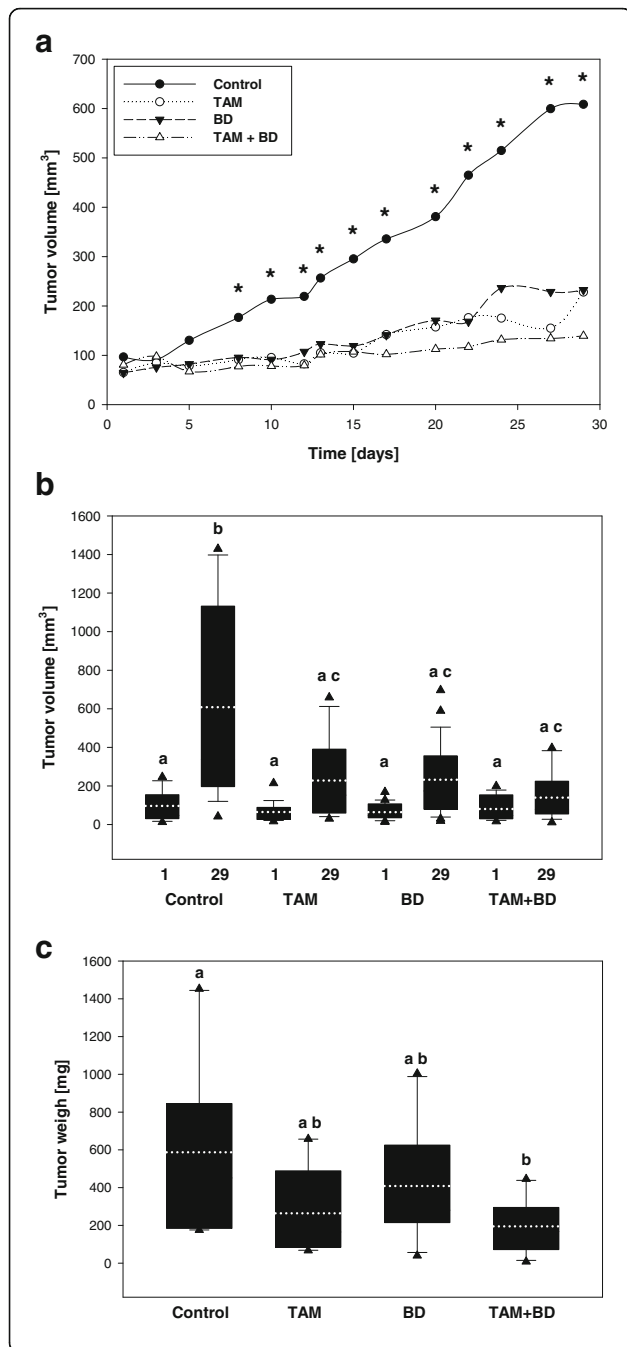 a
700
600
500
400
300
200
100
0
Tumor volume [mm³]
Control
TAM
BD
TAM + BD
* * * * * * * * * * * *
0 5 10 15 20 25 30
Time [days]
b
1600
1400
1200
1000
800
600
400
200
0
Tumor volume [mm³]
a b a a c a a c a a c
1 29 1 29 1 29 1 29
Control TAM BD TAM+BD
c
1600
1400
1200
1000
800
600
400
200
0
Tumor weigh [mg]
a a b a b b
Control TAM BD TAM+BD